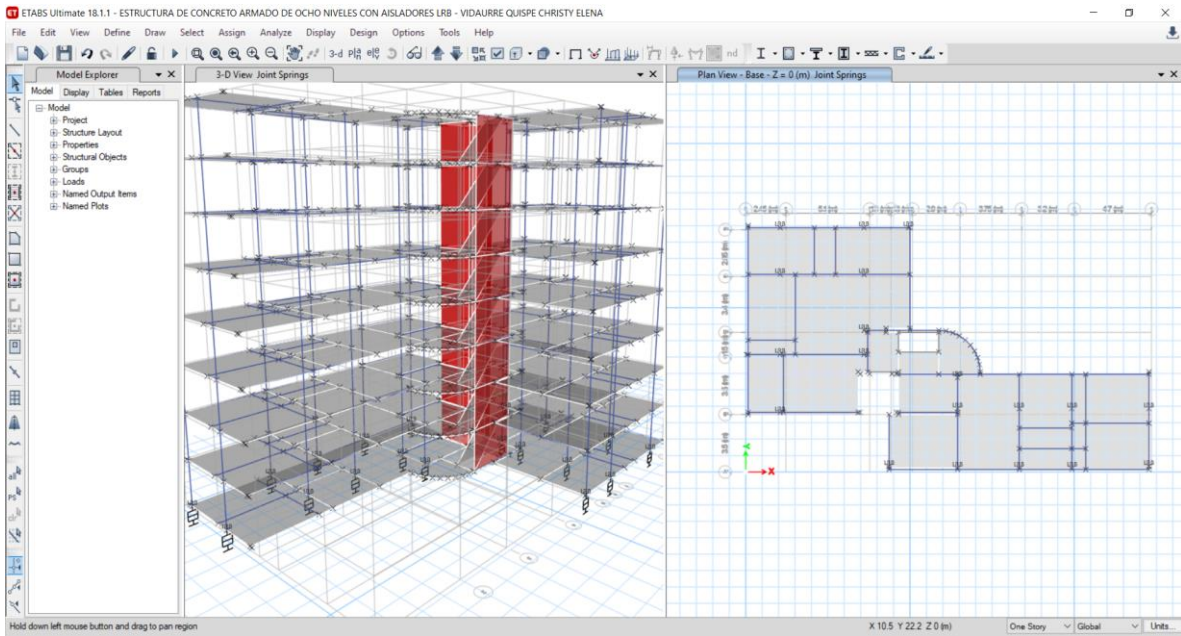 ETABS Ultimate 18.1.1 - ESTRUCTURA DE CONCRETO ARMADO DE OCHO NIVELES CON AISLADORES LRB - VIDAURRE QUISPE CHRISTY ELENA
File Edit View Define Draw Select Assign Analyze Display Design Options Tools Help
3-d
nd
Model Explorer
3-D View Joint Springs
Plan View - Base - Z = 0 (m) Joint Springs
Model Display Tables Reports
Model
Project
Structure Layout
Properties
Structural Objects
Groups
Loads
Named Output Items
Named Plots
X
Hold down left mouse button and drag to pan region
X 10.5 Y 22.2 Z 0 (m)
One Story
Global
Units...